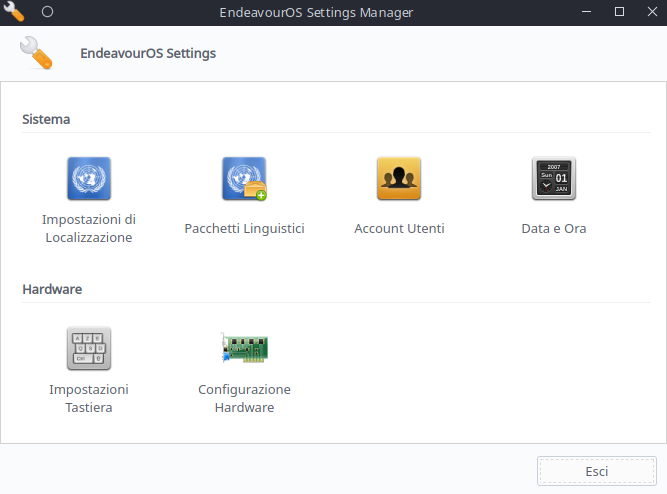 EndeavourOS Settings Manager
EndeavourOS Settings
Sistema
Impostazioni di
Localizzazione
Pacchetti Linguistici
Account Utenti
2007
Sun
01
JAN
Data e Ora
Hardware
A Z E
Q S D
Ctrl
Impostazioni
Tastiera
Configurazione
Hardware
Esci